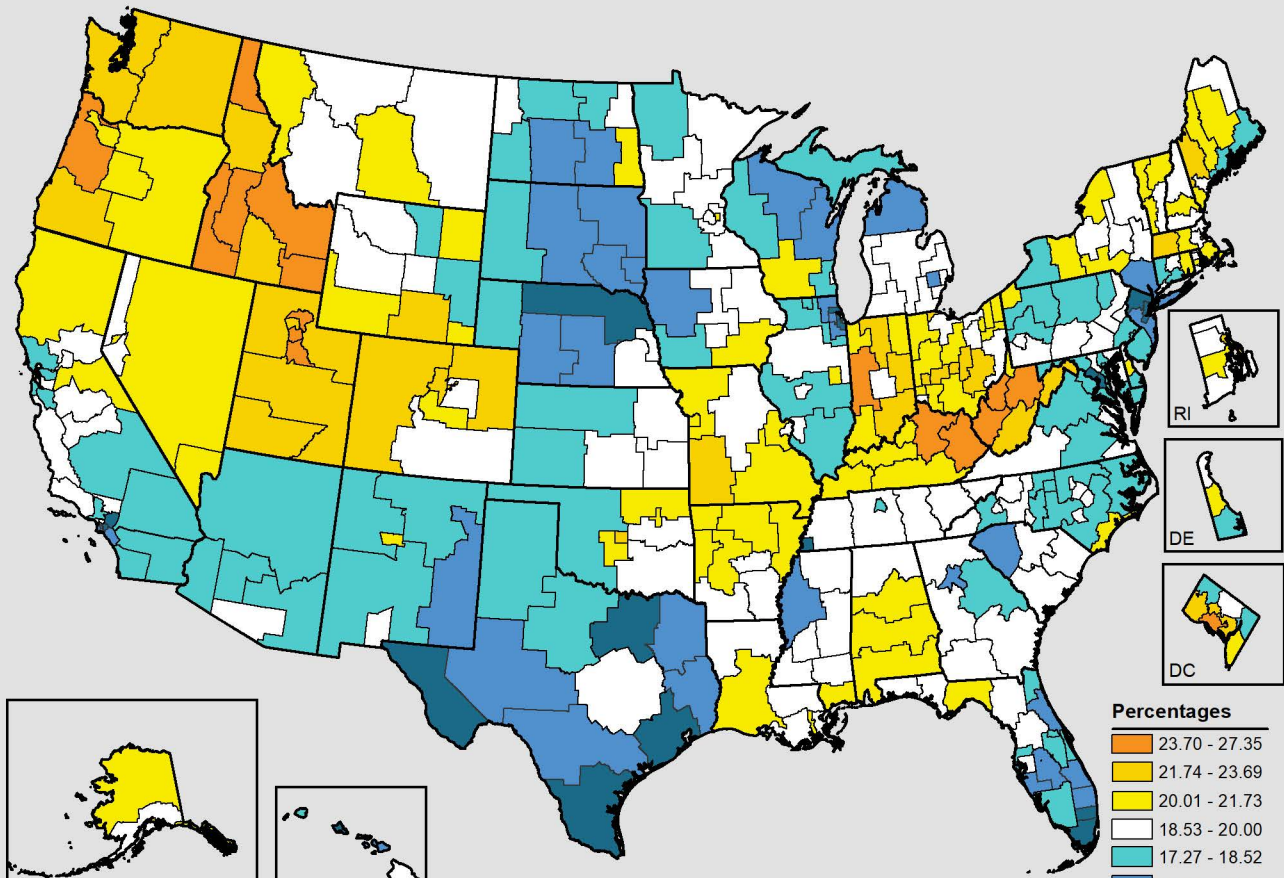 RI
DE
DC
Percentages
23.70 - 27.35
21.74 - 23.69
20.01 - 21.73
18.53 - 20.00
17.27 - 18.52